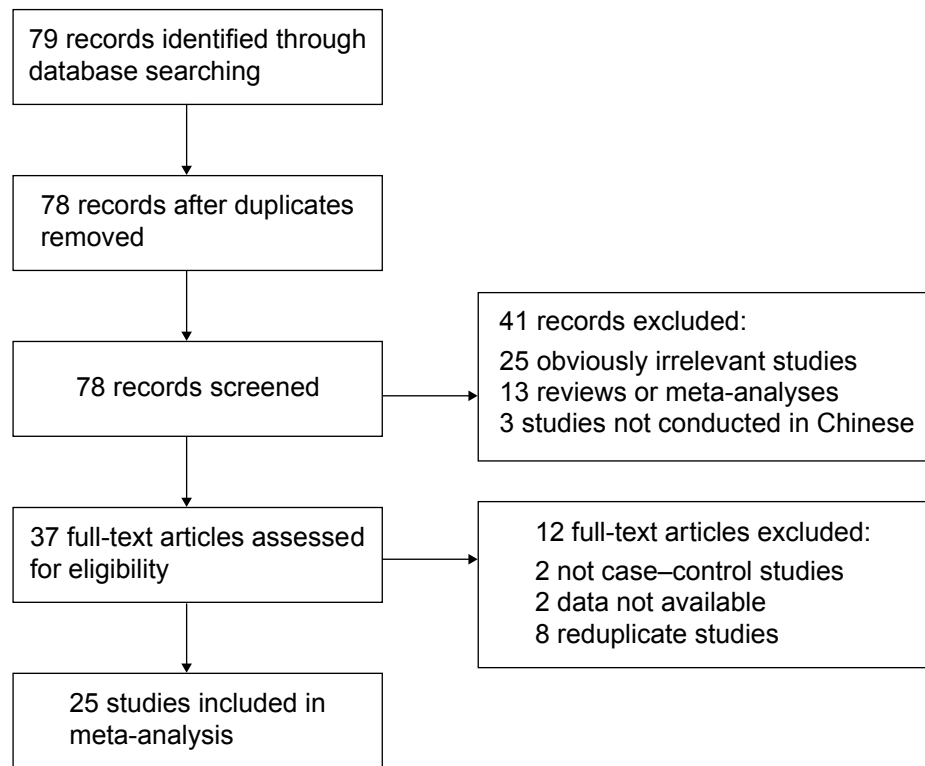 79 records identified through
database searching
78 records after duplicates
removed
78 records screened
41 records excluded:
25 obviously irrelevant studies
13 reviews or meta-analyses
3 studies not conducted in Chinese
37 full-text articles assessed
for eligibility
12 full-text articles excluded:
2 not case–control studies
2 data not available
8 reduplicate studies
25 studies included in
meta-analysis